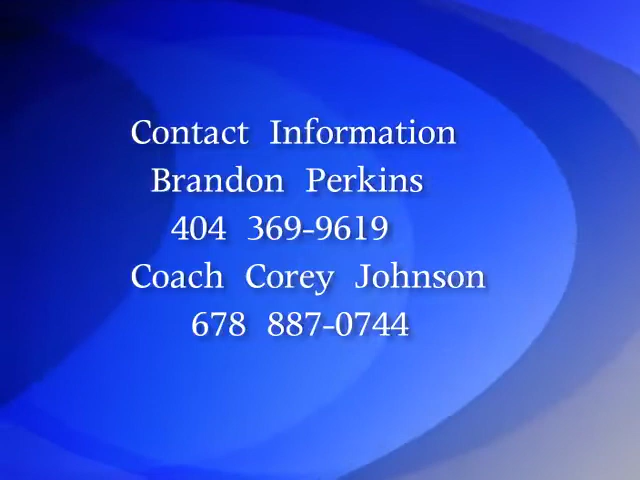 Contact Information
Brandon Perkins
404 369-9619
Coach Corey Johnson
678 887-0744